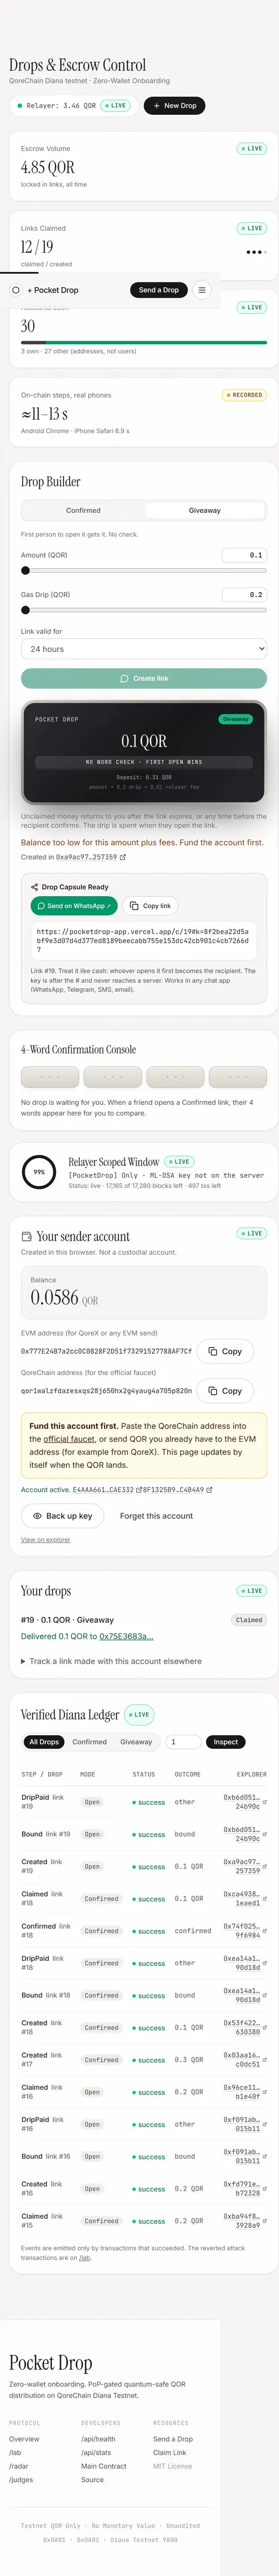 Drops & Escrow Control
QoreChain Diana testnet · Zero-Wallet Onboarding
Relayer: 3.46 QOR LIVE
+ New Drop
Escrow Volume LIVE
4.85 QOR
locked in links, all time
Links Claimed LIVE
12 / 19
claimed / created
+ Pocket Drop Send a Drop
LIVE
30
3 own · 27 other (addresses, not users)
On-chain steps, real phones RECORDED
≈11–13 s
Android Chrome · iPhone Safari 6.9 s
Drop Builder
Confirmed Giveaway
First person to open it gets it. No check.
Amount (QOR) 0.1
Gas Drip (QOR) 0.2
Link valid for
24 hours
Create link
POCKET DROP Giveaway
0.1 QOR
NO WORD CHECK · FIRST OPEN WINS
Deposit: 0.31 QOR
amount + 0.2 drip + 0.01 relayer fee
Unclaimed money returns to you after the link expires, or any time before the
recipient confirms. The drip is spent when they open the link.
Balance too low for this amount plus fees. Fund the account first.
Created in 0xa9ac97…257359
Drop Capsule Ready
Send on WhatsApp ↗ Copy link
https://pocketdrop-app.vercel.app/c/19#k=8f2bea22d5a
bf9e3d07d4d377ed8189beecabb755e153dc42cb901c4cb7266d
7
Link #19. Treat it like cash: whoever opens it first becomes the recipient. The
key is after the # and never reaches a server. Works in any chat app
(WhatsApp, Telegram, SMS, email).
4-Word Confirmation Console
· · · · · · · · · · · ·
No drop is waiting for you. When a friend opens a Confirmed link, their 4
words appear here for you to compare.
99%
Relayer Scoped Window LIVE
[PocketDrop] Only · ML-DSA key not on the server
Status: live · 17,165 of 17,280 blocks left · 497 txs left
Your sender account LIVE
Created in this browser. Not a custodial account.
Balance
0.0586 QOR
EVM address (for QoreX or any EVM send)
0x777E24B7a2cc0C0828F2D51f73291527788AF7Cf Copy
QoreChain address (for the official faucet)
qor1walzfdazesxqs28j650hx2g4yaug4a705p820n Copy
Fund this account first. Paste the QoreChain address into
the official faucet, or send QOR you already have to the EVM
address (for example from QoreX). This page updates by
itself when the QOR lands.
Account active. E4AAA661…CAE332 8F1325B9…C4B4A9
Back up key Forget this account
View on explorer
Your drops LIVE
#19 · 0.1 QOR · Giveaway Claimed
Delivered 0.1 QOR to 0x75E3683a…
▶ Track a link made with this account elsewhere
Verified Diana Ledger LIVE
All Drops Confirmed Giveaway 1 Inspect
STEP / DROP MODE STATUS OUTCOME EXPLORER
DripPaid link #19 Open success other 0xb6d051…24b90c
Bound link #19 Open success bound 0xb6d051…24b90c
Created link #19 Open success 0.1 QOR 0xa9ac97…257359
Claimed link #18 Confirmed success 0.1 QOR 0xca4938…1eaed1
Confirmed link #18 Confirmed success confirmed 0x74f025…9f6984
DripPaid link #18 Confirmed success other 0xea14a1…90d18d
Bound link #18 Confirmed success bound 0xea14a1…90d18d
Created link #18 Confirmed success 0.1 QOR 0x53f422…630380
Created link #17 Confirmed success 0.3 QOR 0x03aa16…c0dc51
Claimed link #16 Open success 0.2 QOR 0x96ce11…b1e40f
DripPaid link #16 Open success other 0xf091ab…015b11
Bound link #16 Open success bound 0xf091ab…015b11
Created link #16 Open success 0.2 QOR 0xfd791e…b72328
Claimed link #15 Confirmed success 0.2 QOR 0xba94f8…3928a9
Events are emitted only by transactions that succeeded. The reverted attack
transactions are on /lab.
Pocket Drop
Zero-wallet onboarding. PoP-gated quantum-safe QOR
distribution on QoreChain Diana Testnet.
PROTOCOL DEVELOPERS RESOURCES
Overview /api/health Send a Drop
/lab /api/stats Claim Link
/radar Main Contract MIT License
/judges Source
Testnet QOR Only · No Monetary Value · Unaudited
0x0A01 · 0x0A02 · Diana Testnet 9800